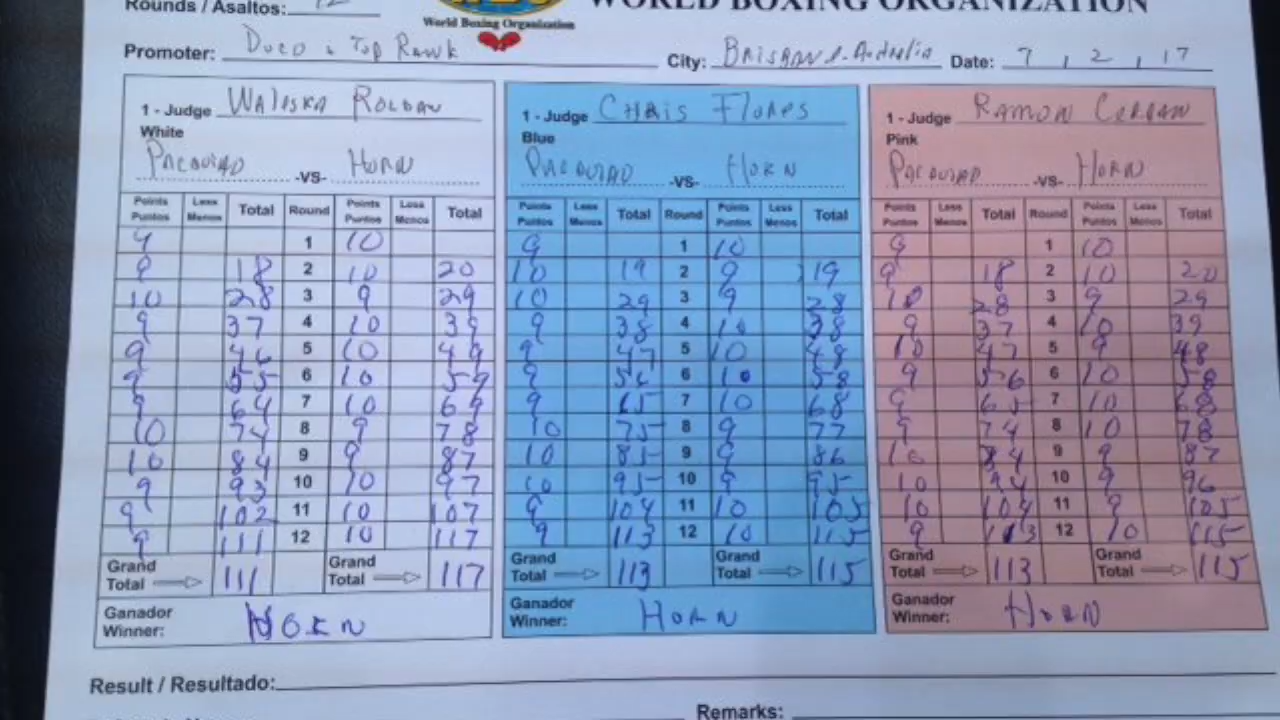 Rounds / Asaltos: 12
WORLD BOXING ORGANIZATION
World Boxing Organization
Promoter: Duco & Top Rank City: Brisbane, Australia Date: 7, 2, 17
1 - Judge Waleska Roldan
White
Pacquiao -VS- Horn
Points Puntos Less Menos Total Round Points Puntos Less Menos Total
9 1 10
9 18 2 10 20
10 28 3 9 29
9 37 4 10 39
9 46 5 10 49
9 55 6 10 59
9 64 7 10 69
10 74 8 9 78
10 84 9 9 87
9 93 10 10 97
9 102 11 10 107
9 111 12 10 117
Grand Total 111 Grand Total 117
Ganador
Winner: HORN
1 - Judge Chris Flores
Blue
Pacquiao -VS- Horn
Points Puntos Less Menos Total Round Points Puntos Less Menos Total
9 1 10
10 19 2 9 19
10 29 3 9 28
9 38 4 10 38
9 47 5 10 48
9 56 6 10 58
9 65 7 10 68
10 75 8 9 77
10 85 9 9 86
10 95 10 9 95
9 104 11 10 105
9 113 12 10 115
Grand Total 113 Grand Total 115
Ganador
Winner: HORN
1 - Judge Ramon Cerdan
Pink
Pacquiao -VS- Horn
Points Puntos Less Menos Total Round Points Puntos Less Menos Total
9 1 10
9 18 2 10 20
10 28 3 9 29
9 37 4 10 39
10 47 5 9 48
9 56 6 10 58
9 65 7 10 68
9 74 8 10 78
10 84 9 9 87
10 94 10 9 96
10 104 11 9 105
9 113 12 10 115
Grand Total 113 Grand Total 115
Ganador
Winner: HORN
Result / Resultado:
Remarks: